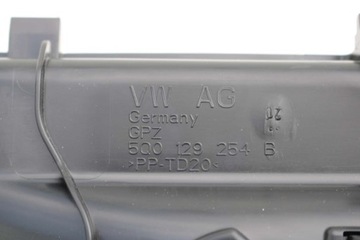 VW AG
Germany
GPZ
5Q0 129 254 B
>PP-TD20<